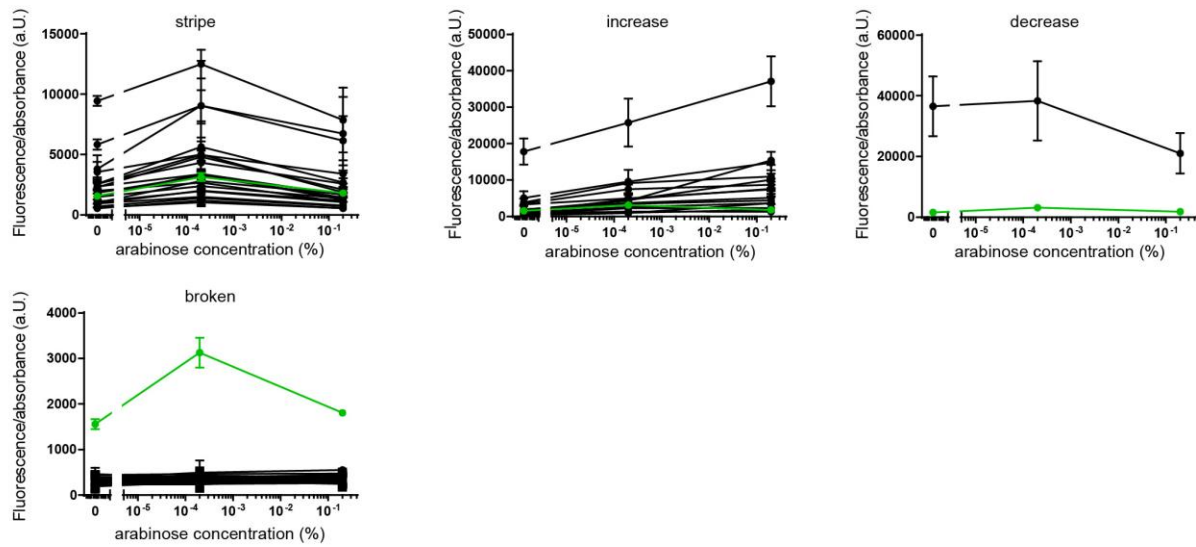 stripe
Fluorescence/absorbance (a.U.)
15000
10000
5000
0
0 10⁻⁵ 10⁻⁴ 10⁻³ 10⁻² 10⁻¹
arabinose concentration (%)
increase
Fluorescence/absorbance (a.U.)
50000
40000
30000
20000
10000
0
0 10⁻⁵ 10⁻⁴ 10⁻³ 10⁻² 10⁻¹
arabinose concentration (%)
decrease
Fluorescence/absorbance (a.U.)
60000
40000
20000
0
0 10⁻⁵ 10⁻⁴ 10⁻³ 10⁻² 10⁻¹
arabinose concentration (%)
broken
Fluorescence/absorbance (a.U.)
4000
3000
2000
1000
0
0 10⁻⁵ 10⁻⁴ 10⁻³ 10⁻² 10⁻¹
arabinose concentration (%)